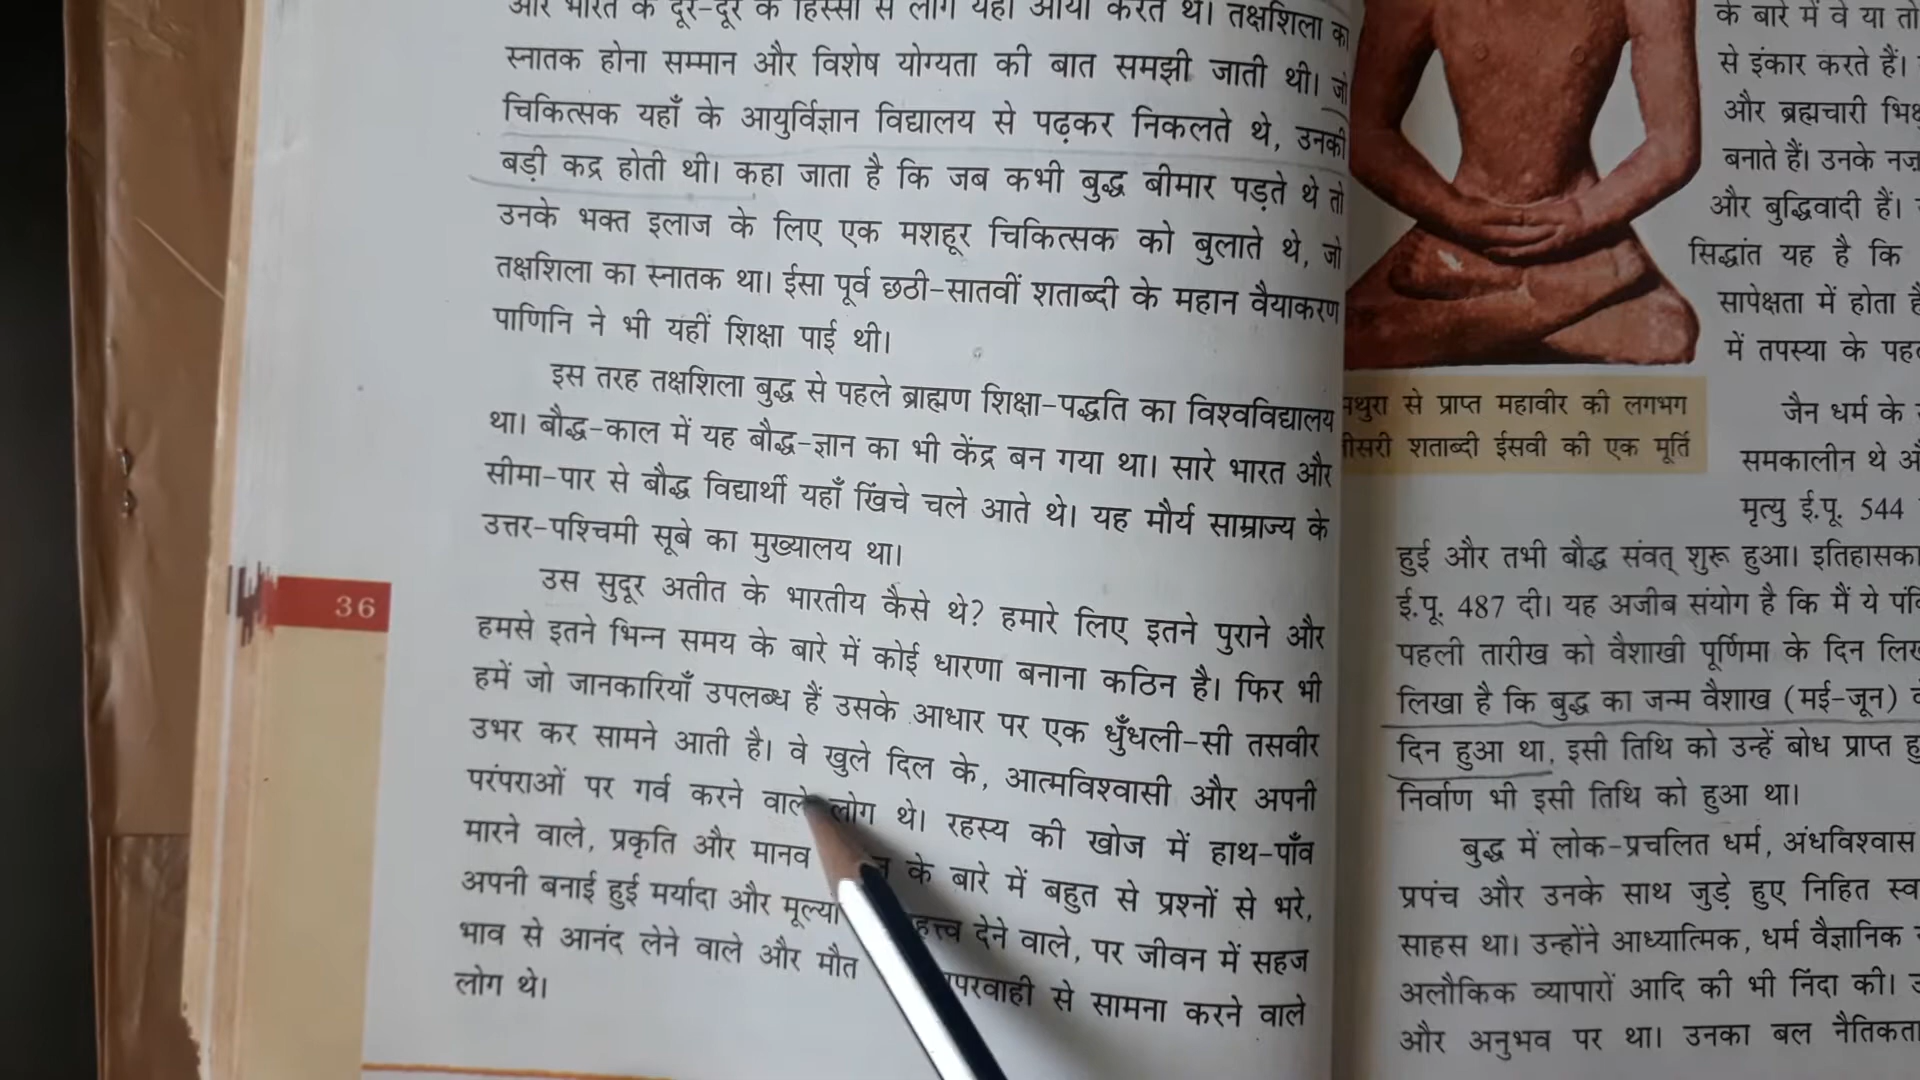 और भारत के दूर-दूर के हिस्सों से लोग यहाँ आया करते थे। तक्षशिला का
स्नातक होना सम्मान और विशेष योग्यता की बात समझी जाती थी। जो
चिकित्सक यहाँ के आयुर्विज्ञान विद्यालय से पढ़कर निकलते थे, उनकी
बड़ी कद्र होती थी। कहा जाता है कि जब कभी बुद्ध बीमार पड़ते थे तो
उनके भक्त इलाज के लिए एक मशहूर चिकित्सक को बुलाते थे, जो
तक्षशिला का स्नातक था। ईसा पूर्व छठी-सातवीं शताब्दी के महान वैयाकरण
पाणिनि ने भी यहीं शिक्षा पाई थी।
इस तरह तक्षशिला बुद्ध से पहले ब्राह्मण शिक्षा-पद्धति का विश्वविद्यालय
था। बौद्ध-काल में यह बौद्ध-ज्ञान का भी केंद्र बन गया था। सारे भारत और
सीमा-पार से बौद्ध विद्यार्थी यहाँ खिंचे चले आते थे। यह मौर्य साम्राज्य के
उत्तर-पश्चिमी सूबे का मुख्यालय था।
उस सुदूर अतीत के भारतीय कैसे थे? हमारे लिए इतने पुराने और
हमसे इतने भिन्न समय के बारे में कोई धारणा बनाना कठिन है। फिर भी
हमें जो जानकारियाँ उपलब्ध हैं उसके आधार पर एक धुँधली-सी तसवीर
उभर कर सामने आती है। वे खुले दिल के, आत्मविश्वासी और अपनी
परंपराओं पर गर्व करने वाले लोग थे। रहस्य की खोज में हाथ-पाँव
मारने वाले, प्रकृति और मानव के बारे में बहुत से प्रश्नों से भरे,
अपनी बनाई हुई मर्यादा और देने वाले, पर जीवन में सहज
भाव से आनंद लेने वाले और मौत से सामना करने वाले
लोग थे।
36
के बारे में वे या तो
से इंकार करते हैं।
और ब्रह्मचारी
बनाते हैं। उनके
और बुद्धिवादी हैं।
सिद्धांत यह है कि
सापेक्षता में होता
में तपस्या के
से प्राप्त महावीर की लगभग
शताब्दी ईसवी की एक मूर्ति
जैन धर्म के
समकालीन थे
मृत्यु ई.पू. 544
हुई और तभी बौद्ध संवत् शुरू हुआ।
ई.पू. 487 दी। यह अजीब संयोग है कि मैं ये
पहली तारीख को वैशाखी पूर्णिमा के दिन
लिखा है कि बुद्ध का जन्म वैशाख (मई-जून)
दिन हुआ था, इसी तिथि को उन्हें बोध प्राप्त
निर्वाण भी इसी तिथि को हुआ था।
बुद्ध में लोक-प्रचलित धर्म, अंधविश्वास
प्रपंच और उनके साथ जुड़े हुए निहित
साहस था। उन्होंने आध्यात्मिक, धर्म वैज्ञानिक
अलौकिक व्यापारों आदि की भी निंदा की।
और अनुभव पर था। उनका बल